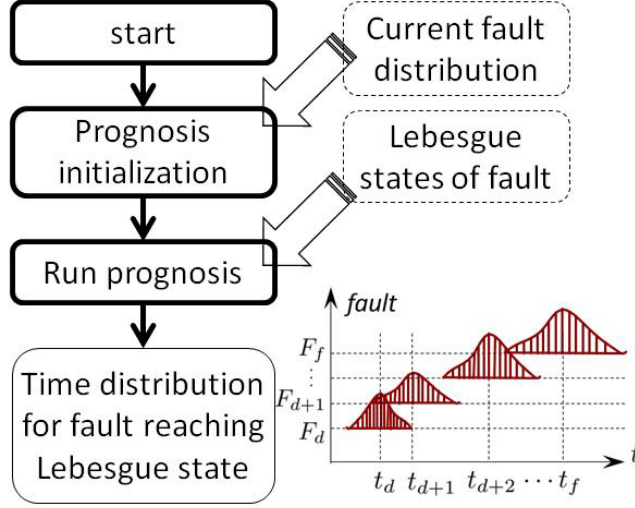 start
Current fault
distribution
Prognosis
initialization
Lebesgue
states of fault
Run prognosis
Time distribution
for fault reaching
Lebesgue state
fault
F_f
⋮
F_{d+1}
F_d
t_d t_{d+1} t_{d+2} ⋯ t_f
t